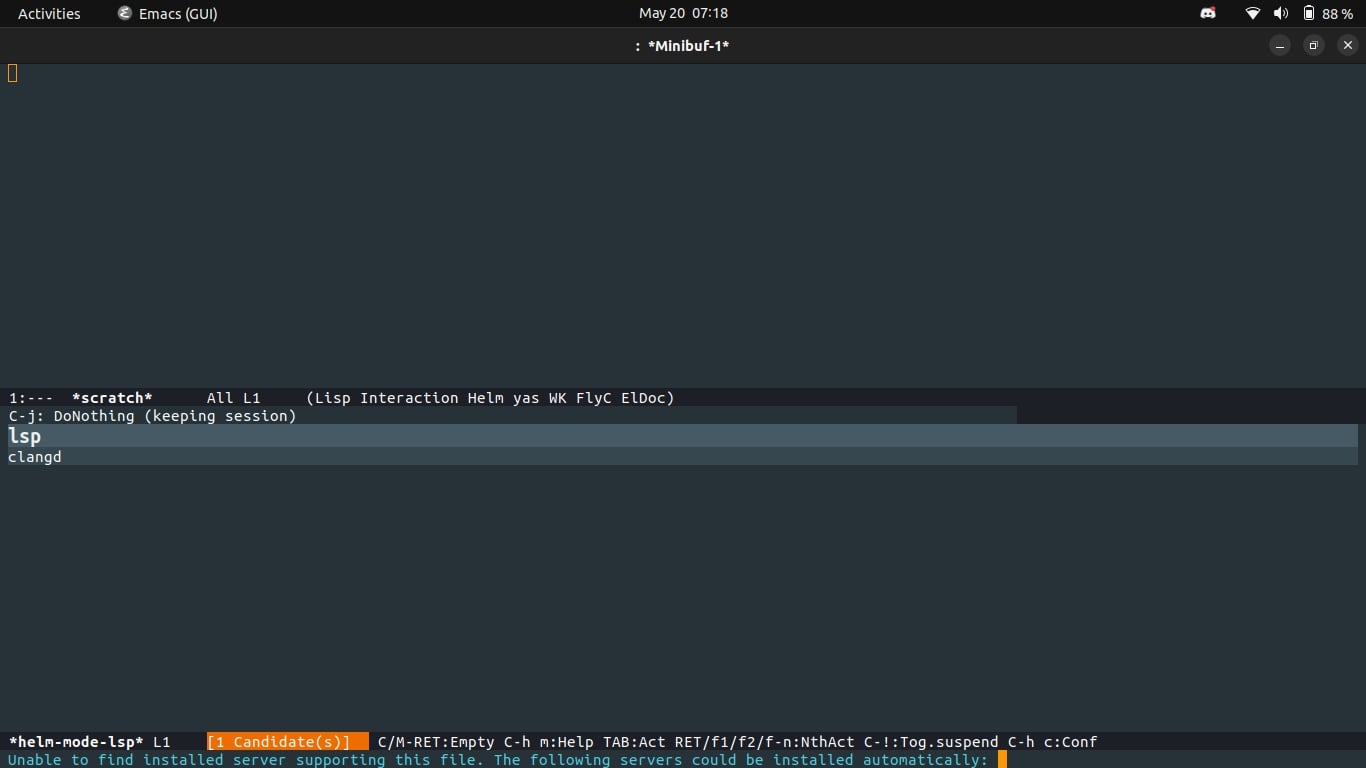 Activities Emacs (GUI) May 20 07:18 88 %
: *Minibuf-1*
1:--- *scratch* All L1 (Lisp Interaction Helm yas WK FlyC ElDoc)
C-j: DoNothing (keeping session)
lsp
clangd
*helm-mode-lsp* L1 [1 Candidate(s)] C/M-RET:Empty C-h m:Help TAB:Act RET/f1/f2/f-n:NthAct C-!:Tog.suspend C-h c:Conf
Unable to find installed server supporting this file. The following servers could be installed automatically: